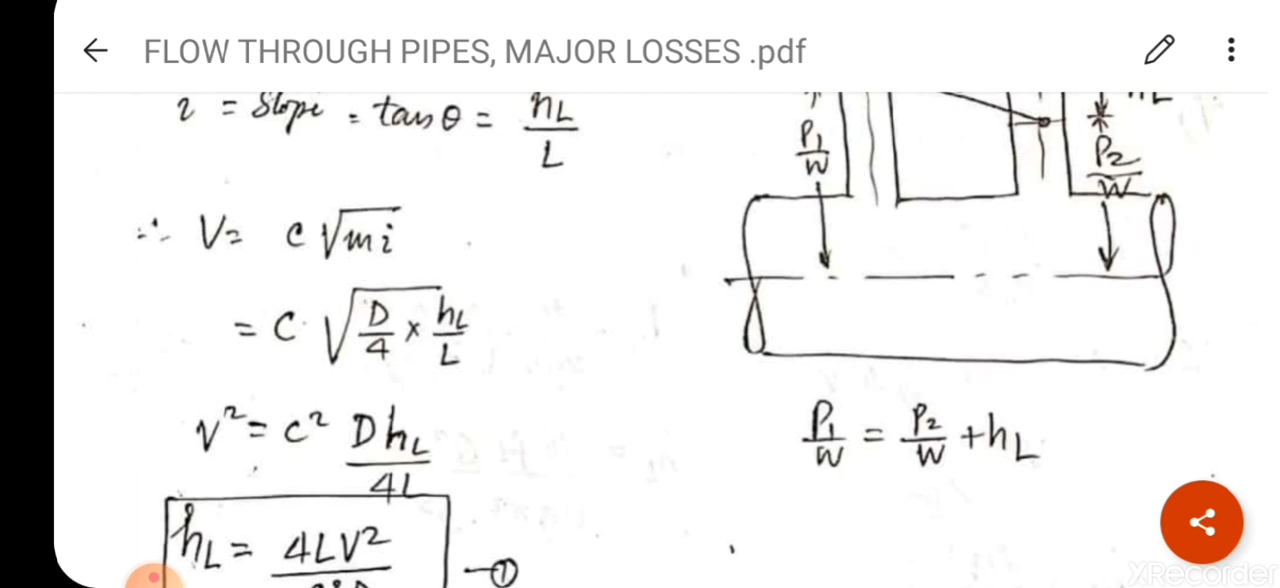 FLOW THROUGH PIPES, MAJOR LOSSES .pdf
i = Slope = tan θ = hL/L
∴ V = C √mi
= C √D/4 × hL/L
V² = C² DhL/4L
hL = 4LV² —①
P1/W
P2/W
P1/W = P2/W + hL
XRecorder